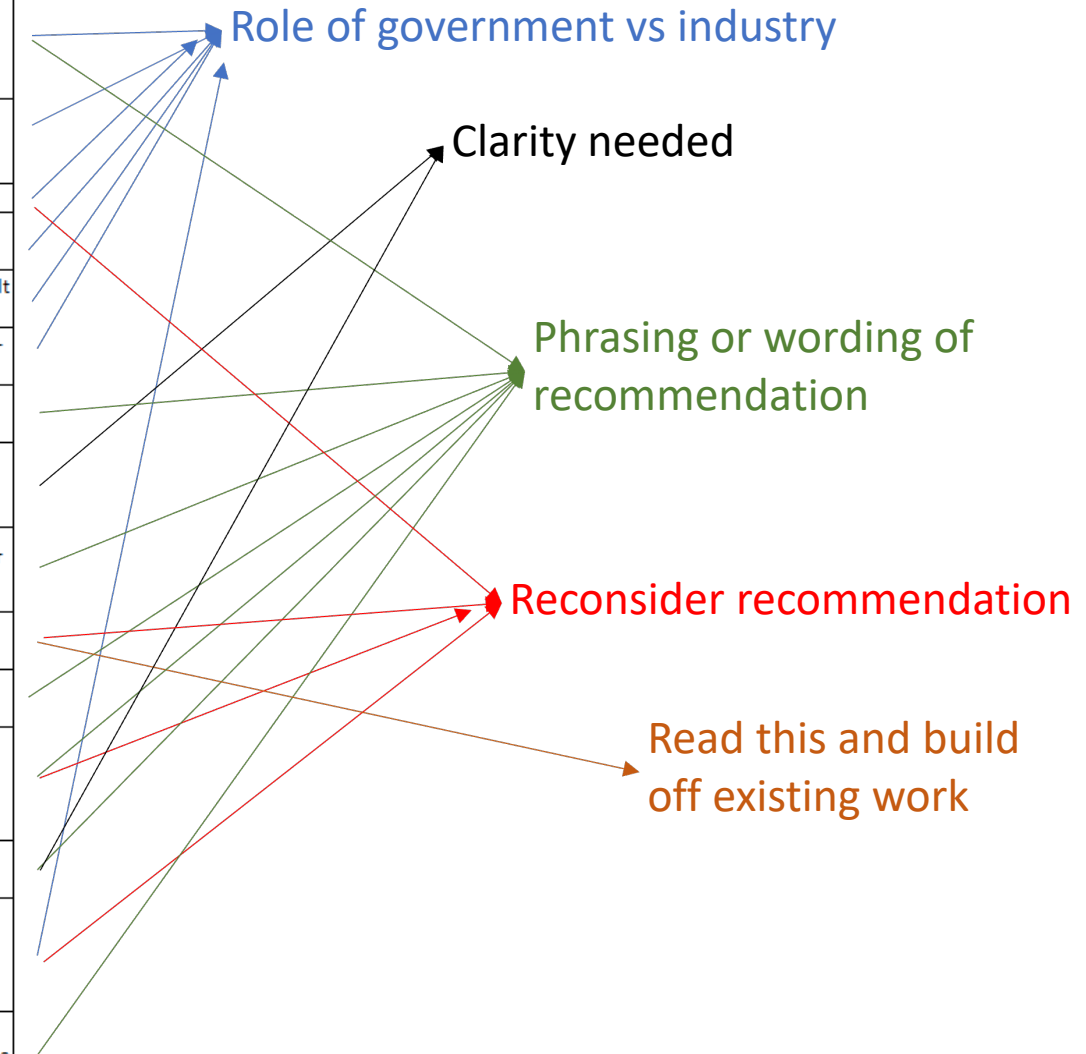 Role of government vs industry
Clarity needed
lt
Phrasing or wording of
recommendation
Reconsider recommendation
Read this and build
off existing work